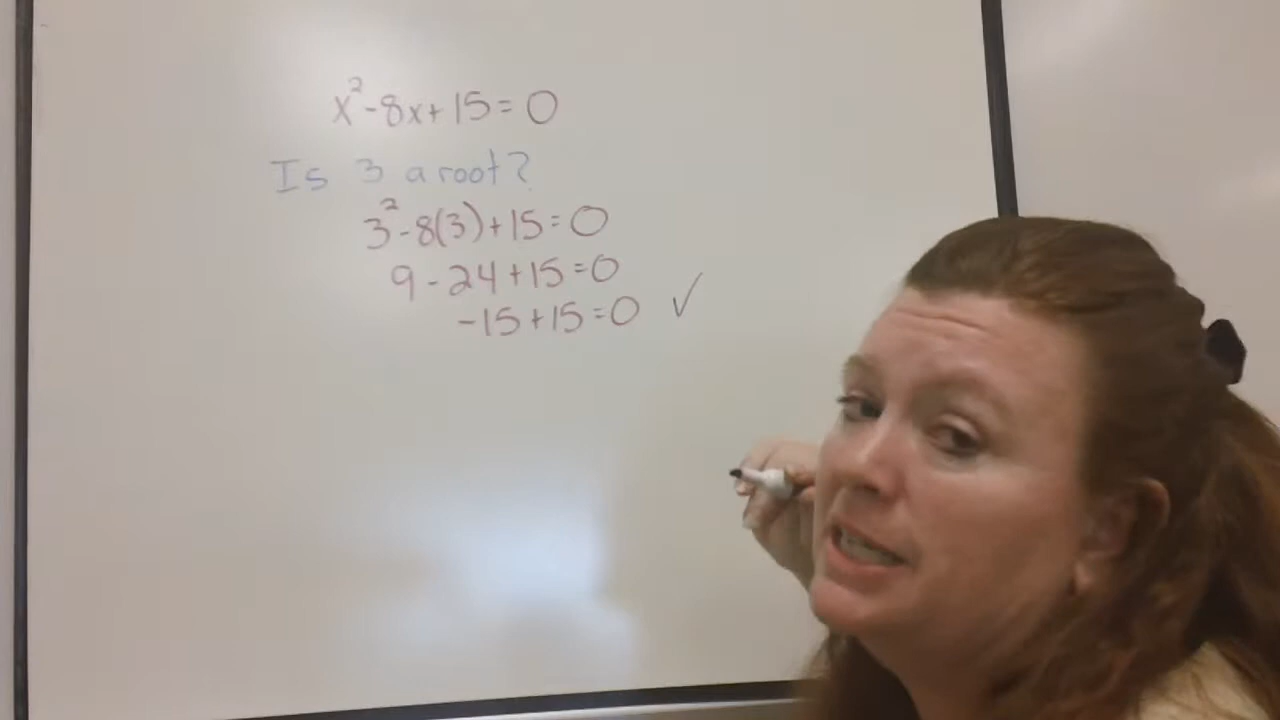 x²-8x+15=0
Is 3 a root?
3²-8(3)+15=0
9-24+15=0
-15+15=0 ✓